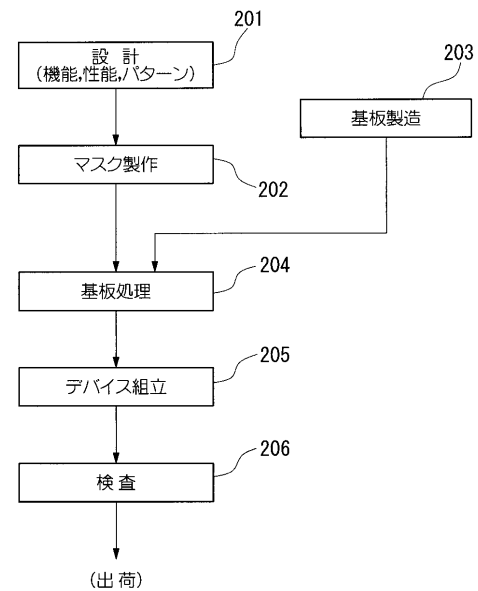 201
設 計
(機能,性能,パターン)
203
基板製造
マスク製作
202
204
基板処理
205
デバイス組立
206
検 査
(出 荷)